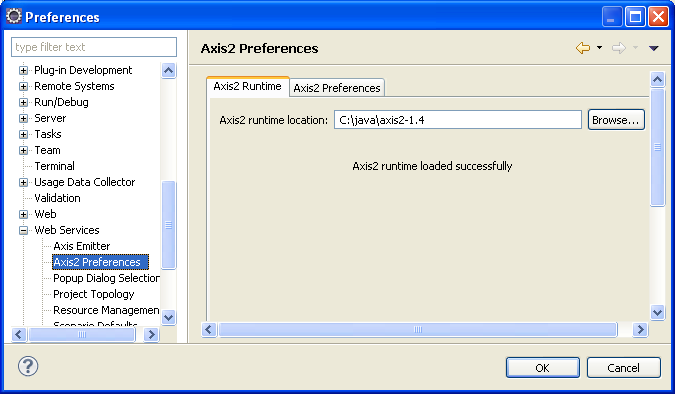 Preferences
type filter text
Plug-in Development
Remote Systems
Run/Debug
Server
Tasks
Team
Terminal
Usage Data Collector
Validation
Web
Web Services
Axis Emitter
Axis2 Preferences
Popup Dialog Selection
Project Topology
Resource Managemen
Scenario Defaults
Axis2 Preferences
Axis2 Runtime
Axis2 Preferences
Axis2 runtime location:
C:\java\axis2-1.4
Browse...
Axis2 runtime loaded successfully
?
OK
Cancel